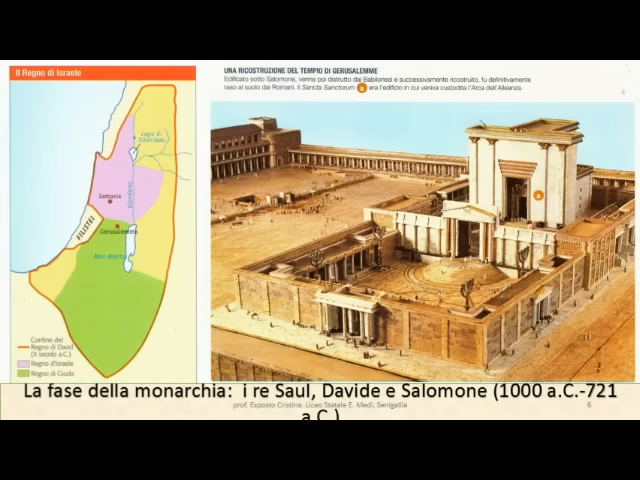 Il Regno di Israele
Lago di
Tiberiade
Samaria
Giordano
FILISTEI
Gerusalemme
Mar Morto
Confine del
Regno di David
(X secolo a.C.)
Regno d'Israele
Regno di Giuda
UNA RICOSTRUZIONE DEL TEMPIO DI GERUSALEMME
Edificato sotto Salomone, venne poi distrutto dai Babilonesi e successivamente ricostruito, fu definitivamente
raso al suolo dai Romani. Il Sancta Sanctorum a era l'edificio in cui veniva custodita l'Arca dell'Alleanza.
a
La fase della monarchia: i re Saul, Davide e Salomone (1000 a.C.-721
a.C.)
prof. Esposto Cristina. Liceo Statale E. Medi, Senigallia
6